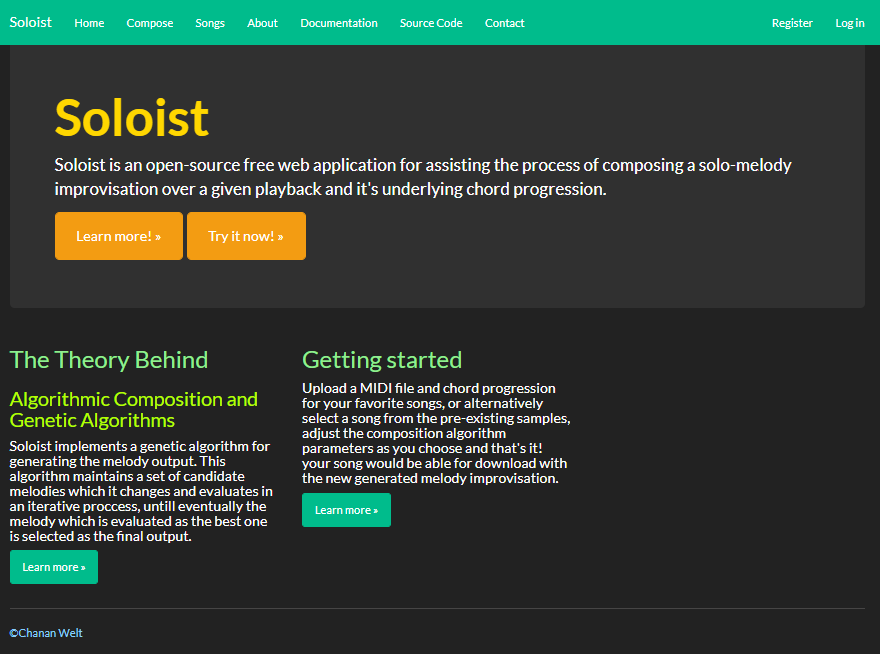 Soloist Home Compose Songs About Documentation Source Code Contact Register Log in
Soloist
Soloist is an open-source free web application for assisting the process of composing a solo-melody
improvisation over a given playback and it's underlying chord progression.
Learn more! » Try it now! »
The Theory Behind
Algorithmic Composition and
Genetic Algorithms
Soloist implements a genetic algorithm for
generating the melody output. This
algorithm maintains a set of candidate
melodies which it changes and evaluates in
an iterative proccess, untill eventually the
melody which is evaluated as the best one
is selected as the final output.
Learn more »
Getting started
Upload a MIDI file and chord progression
for your favorite songs, or alternatively
select a song from the pre-existing samples,
adjust the composition algorithm
parameters as you choose and that's it!
your song would be able for download with
the new generated melody improvisation.
Learn more »
©Chanan Welt